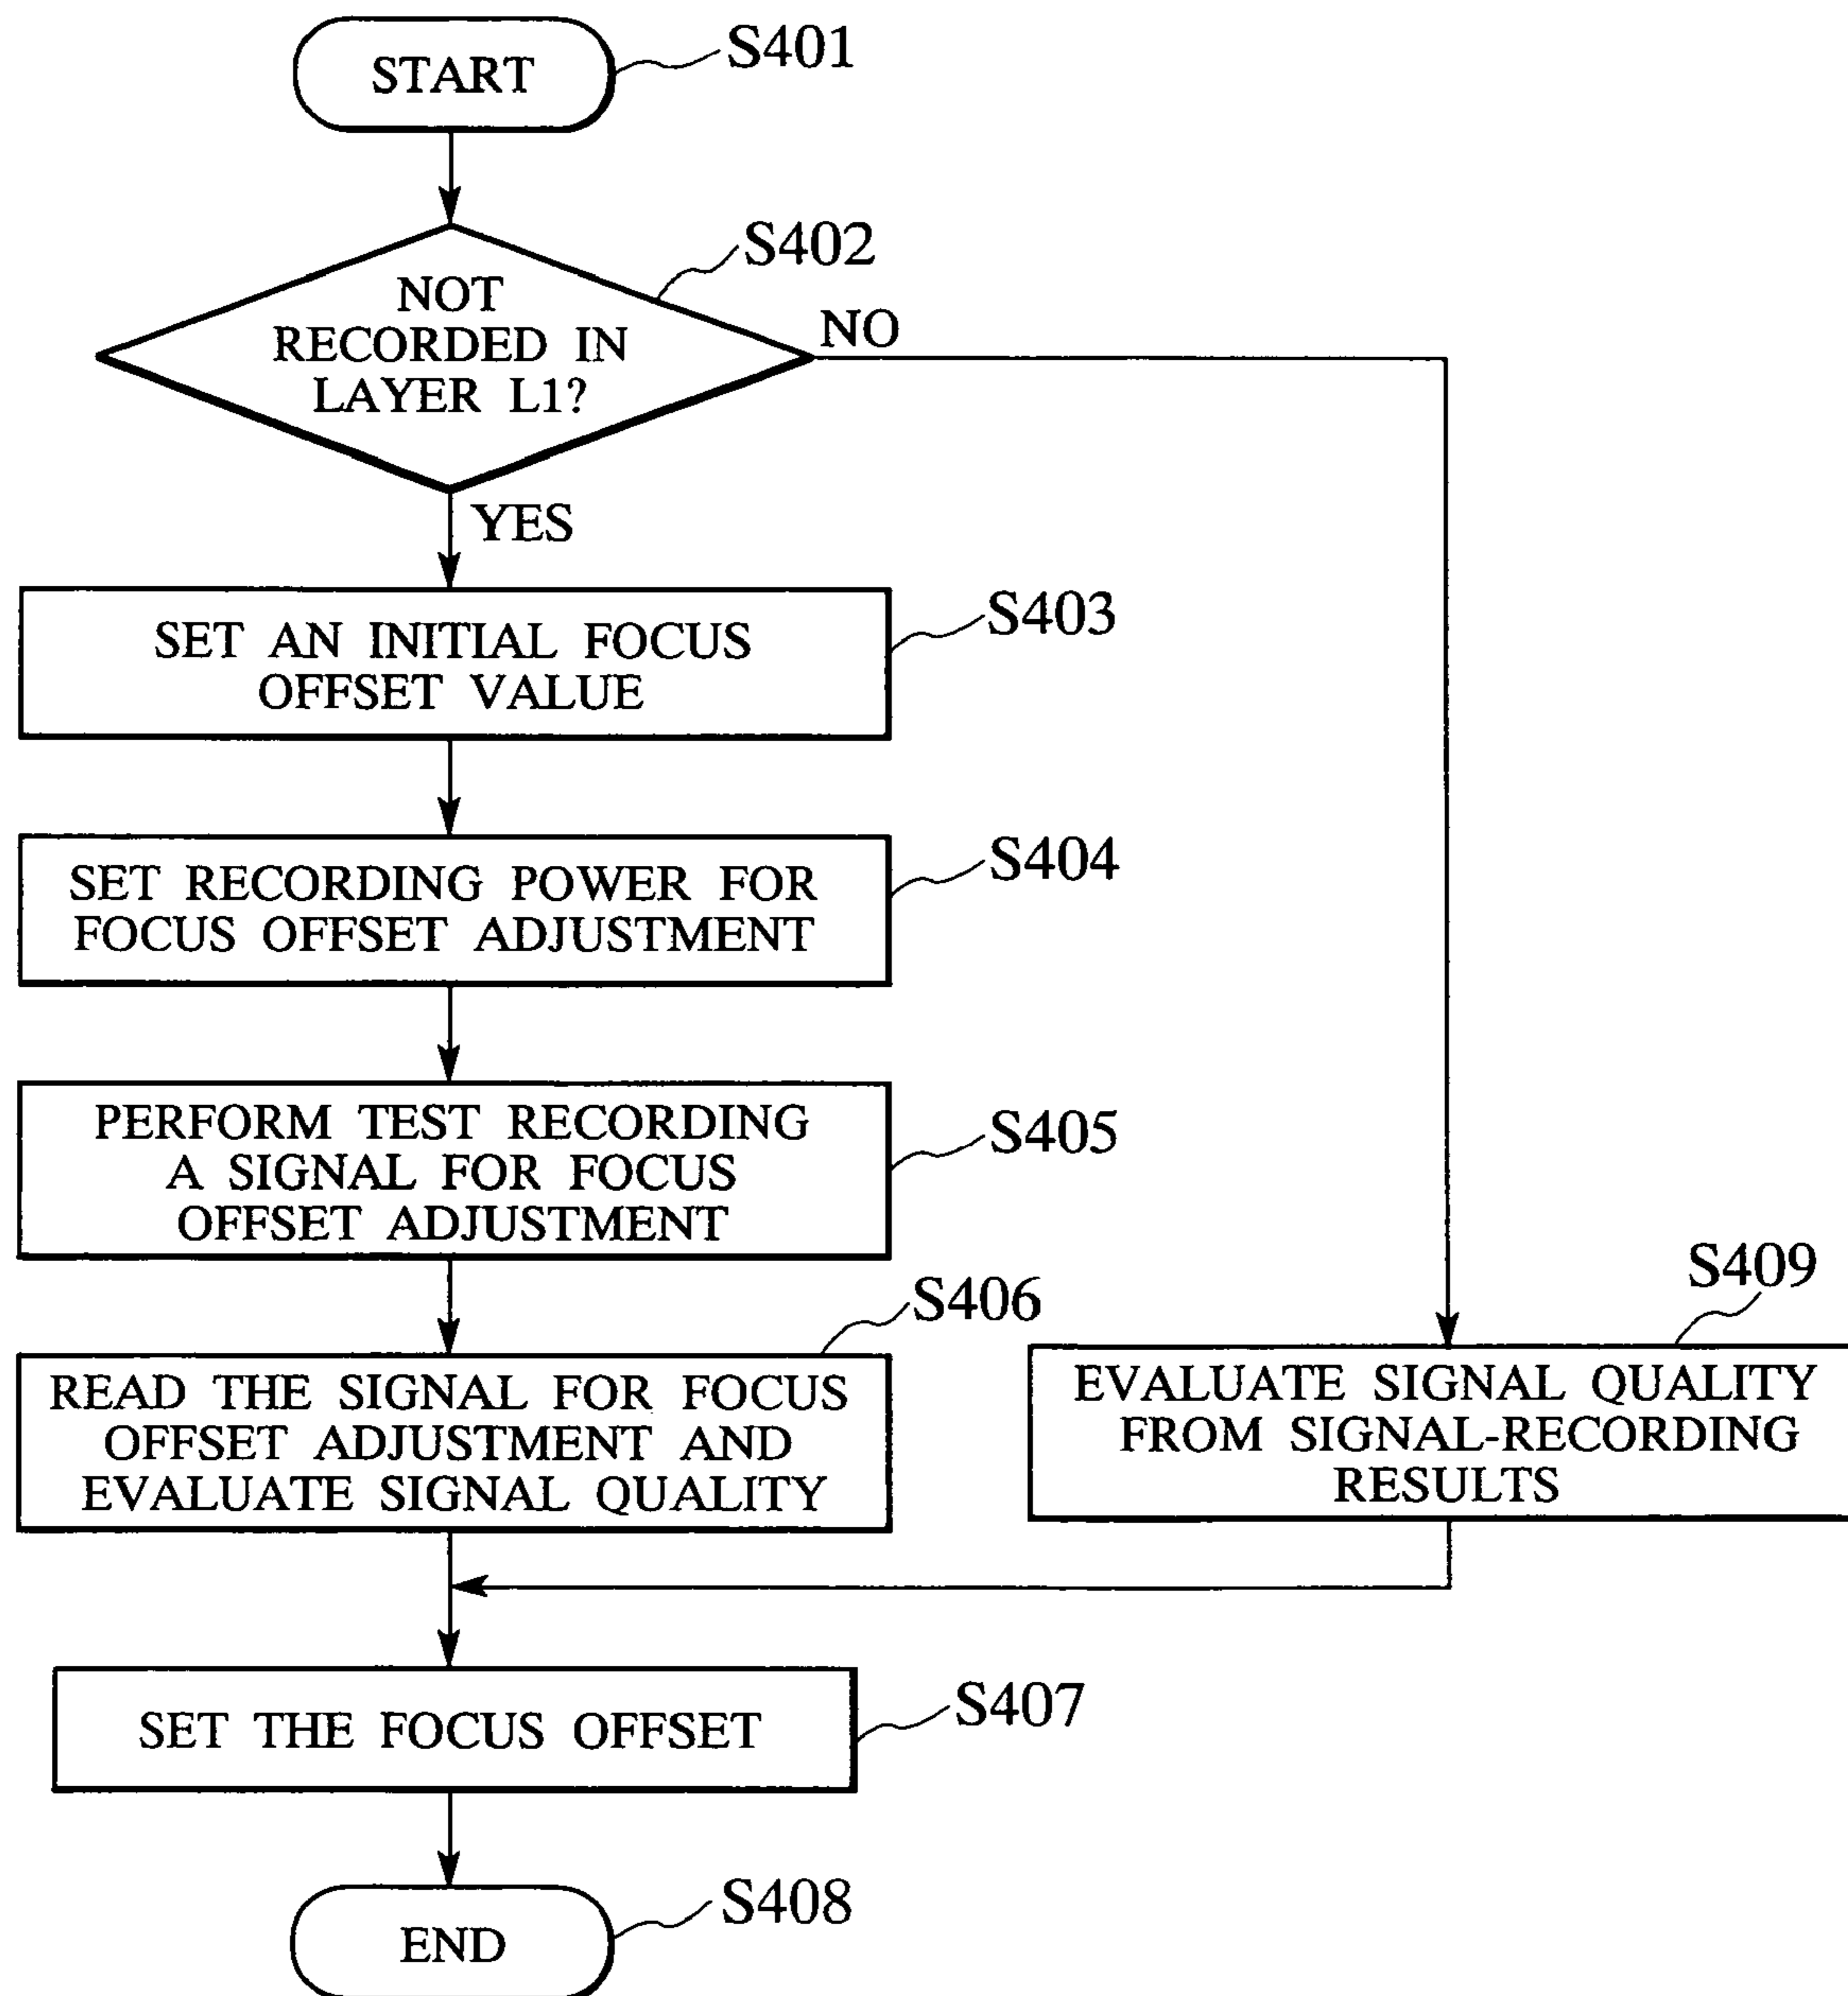 START
S401
S402
NOT
RECORDED IN
LAYER L1?
NO
YES
S403
SET AN INITIAL FOCUS
OFFSET VALUE
S404
SET RECORDING POWER FOR
FOCUS OFFSET ADJUSTMENT
S405
PERFORM TEST RECORDING
A SIGNAL FOR FOCUS
OFFSET ADJUSTMENT
S406
READ THE SIGNAL FOR FOCUS
OFFSET ADJUSTMENT AND
EVALUATE SIGNAL QUALITY
S409
EVALUATE SIGNAL QUALITY
FROM SIGNAL-RECORDING
RESULTS
S407
SET THE FOCUS OFFSET
S408
END